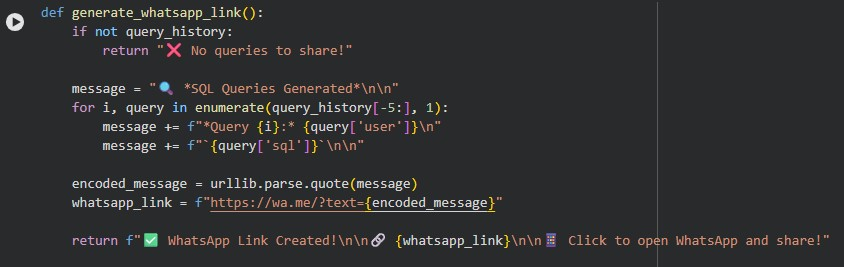 def generate_whatsapp_link():
    if not query_history:
        return "❌ No queries to share!"
    message = "🔍 *SQL Queries Generated*\n\n"
    for i, query in enumerate(query_history[-5:], 1):
        message += f"*Query {i}:* {query['user']}\n"
        message += f"`{query['sql']}`\n\n"
    encoded_message = urllib.parse.quote(message)
    whatsapp_link = f"https://wa.me/?text={encoded_message}"
    return f"✅ WhatsApp Link Created!\n\n🔗 {whatsapp_link}\n\n📱 Click to open WhatsApp and share!"